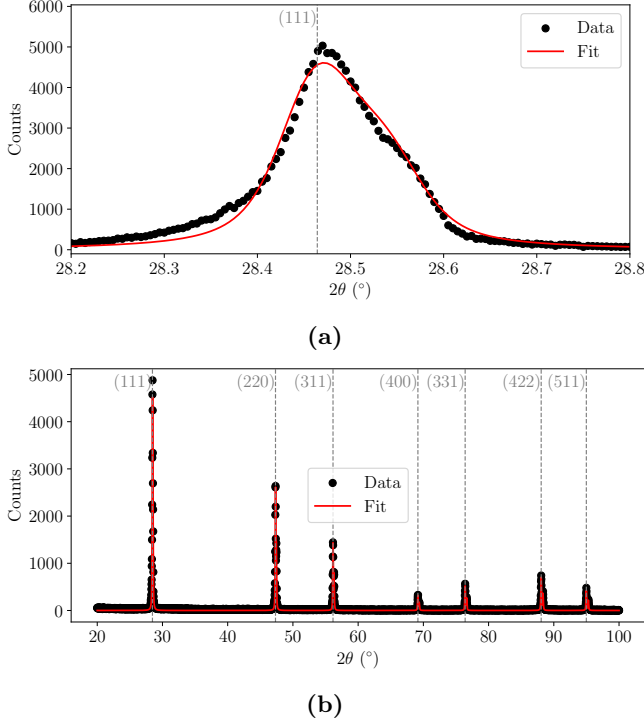 6000
5000
4000
3000
2000
1000
0
Counts
(111)
Data
Fit
28.2 28.3 28.4 28.5 28.6 28.7 28.8
2θ (°)
(a)
5000
4000
3000
2000
1000
0
Counts
(111) (220) (311) (400) (331) (422) (511)
Data
Fit
20 30 40 50 60 70 80 90 100
2θ (°)
(b)